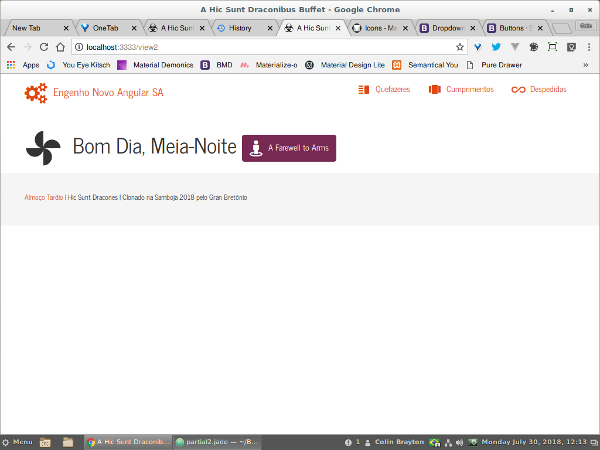 A Hic Sunt Draconibus Buffet - Google Chrome
New Tab OneTab A Hic Sunt History A Hic Sunt Icons - Ma Dropdown Buttons · B Colin
localhost:3333/view2
Apps You Eye Kitsch Material Demonics BMD Materialize-o Material Design Lite Semantical You Pure Drawer »
Engenho Novo Angular SA Quefazeres Cumprimentos Despedidas
Bom Dia, Meia-Noite A Farewell to Arms
Almoço Tardio | Hic Sunt Dracones | Clonado na Samboja 2018 pelo Gran Bretônio
Menu A Hic Sunt Draconib... partial2.jade — ~/B... 1 Colin Brayton Monday July 30, 2018, 12:13